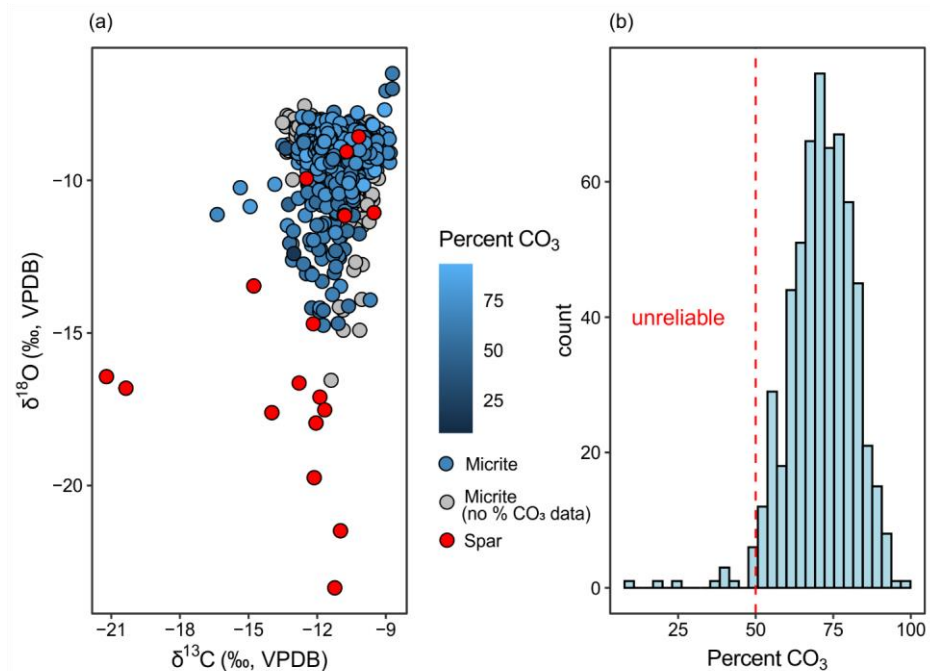 (a)
(b)
−10
−15
−20
δ¹⁸O (‰, VPDB)
−21
−18
−15
−12
−9
δ¹³C (‰, VPDB)
Percent CO₃
75
50
25
Micrite
Micrite
(no % CO₃ data)
Spar
60
40
20
0
count
unreliable
25
50
75
100
Percent CO₃